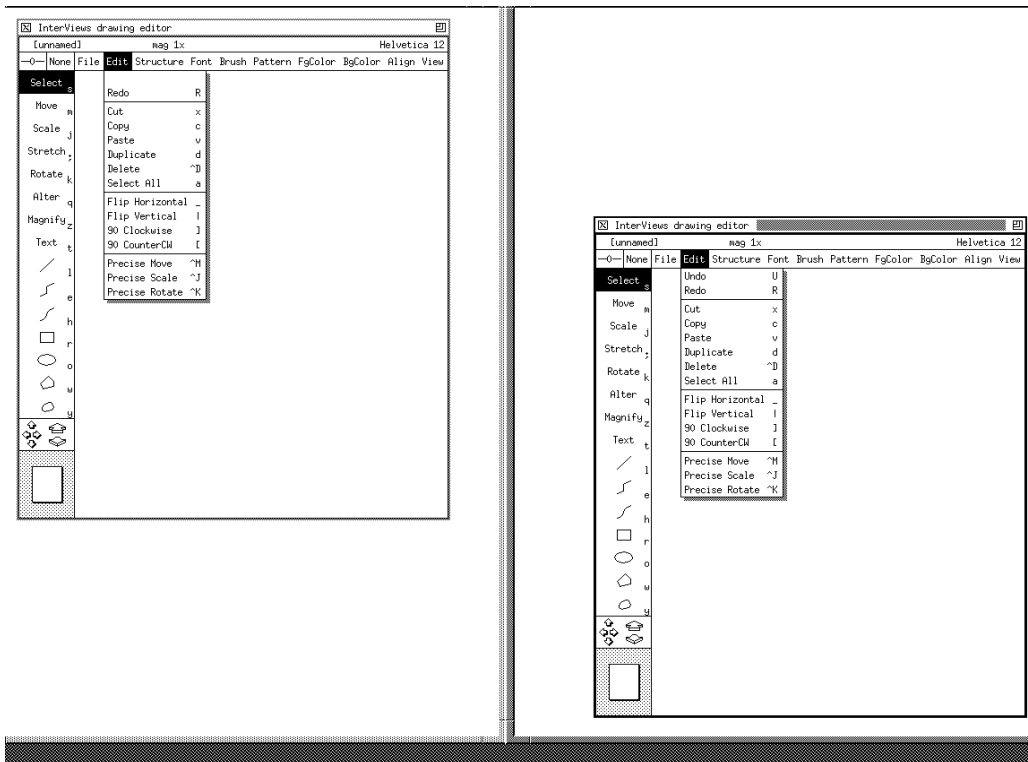 InterViews drawing editor
[unnamed] mag 1x Helvetica 12
None File Edit Structure Font Brush Pattern FgColor BgColor Align View
Select s
Move m
Scale j
Stretch ;
Rotate k
Alter q
Magnify z
Text t
l
e
h
r
o
w
y
Redo R
Cut x
Copy c
Paste v
Duplicate d
Delete ^D
Select All a
Flip Horizontal _
Flip Vertical |
90 Clockwise ]
90 CounterCW [
Precise Move ^M
Precise Scale ^J
Precise Rotate ^K
InterViews drawing editor
[unnamed] mag 1x Helvetica 12
None File Edit Structure Font Brush Pattern FgColor BgColor Align View
Select s
Move m
Scale j
Stretch ;
Rotate k
Alter q
Magnify z
Text t
l
e
h
r
o
w
y
Undo U
Redo R
Cut x
Copy c
Paste v
Duplicate d
Delete ^D
Select All a
Flip Horizontal _
Flip Vertical |
90 Clockwise ]
90 CounterCW [
Precise Move ^M
Precise Scale ^J
Precise Rotate ^K